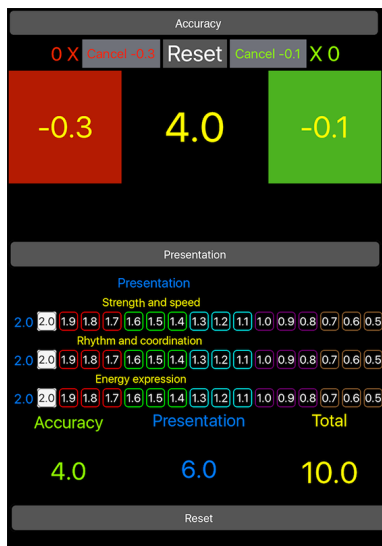 Accuracy
0 X Cancel -0.3 Reset Cancel -0.1 X 0
-0.3 4.0 -0.1
Presentation
Presentation
Strength and speed
2.0 2.0 1.9 1.8 1.7 1.6 1.5 1.4 1.3 1.2 1.1 1.0 0.9 0.8 0.7 0.6 0.5
Rhythm and coordination
2.0 2.0 1.9 1.8 1.7 1.6 1.5 1.4 1.3 1.2 1.1 1.0 0.9 0.8 0.7 0.6 0.5
Energy expression
2.0 2.0 1.9 1.8 1.7 1.6 1.5 1.4 1.3 1.2 1.1 1.0 0.9 0.8 0.7 0.6 0.5
Accuracy Presentation Total
4.0 6.0 10.0
Reset